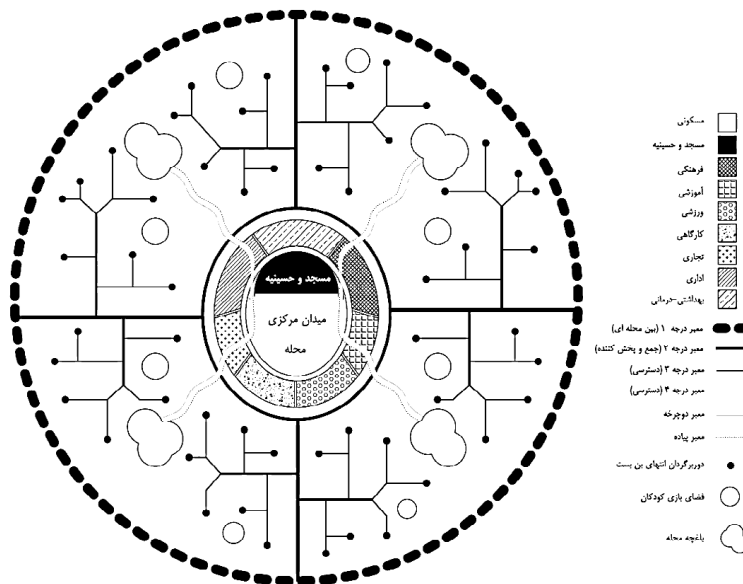 مسجد و حسینیه
میدان مرکزی
محله
مسکونی
مسجد و حسینیه
فرهنگی
آموزشی
ورزشی
کارگاهی
تجاری
اداری
بهداشتی-درمانی
معبر درجه ۱ (بین محله ای)
معبر درجه ۲ (جمع و پخش کننده)
معبر درجه ۳ (دسترسی)
معبر درجه ۴ (دسترسی)
معبر دوچرخه
معبر پیاده
دوربرگردان انتهای بن بست
فضای بازی کودکان
باغچه محله